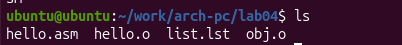 ubuntu@ubuntu:~/work/arch-pc/lab04$ ls
hello.asm  hello.o  list.lst  obj.o